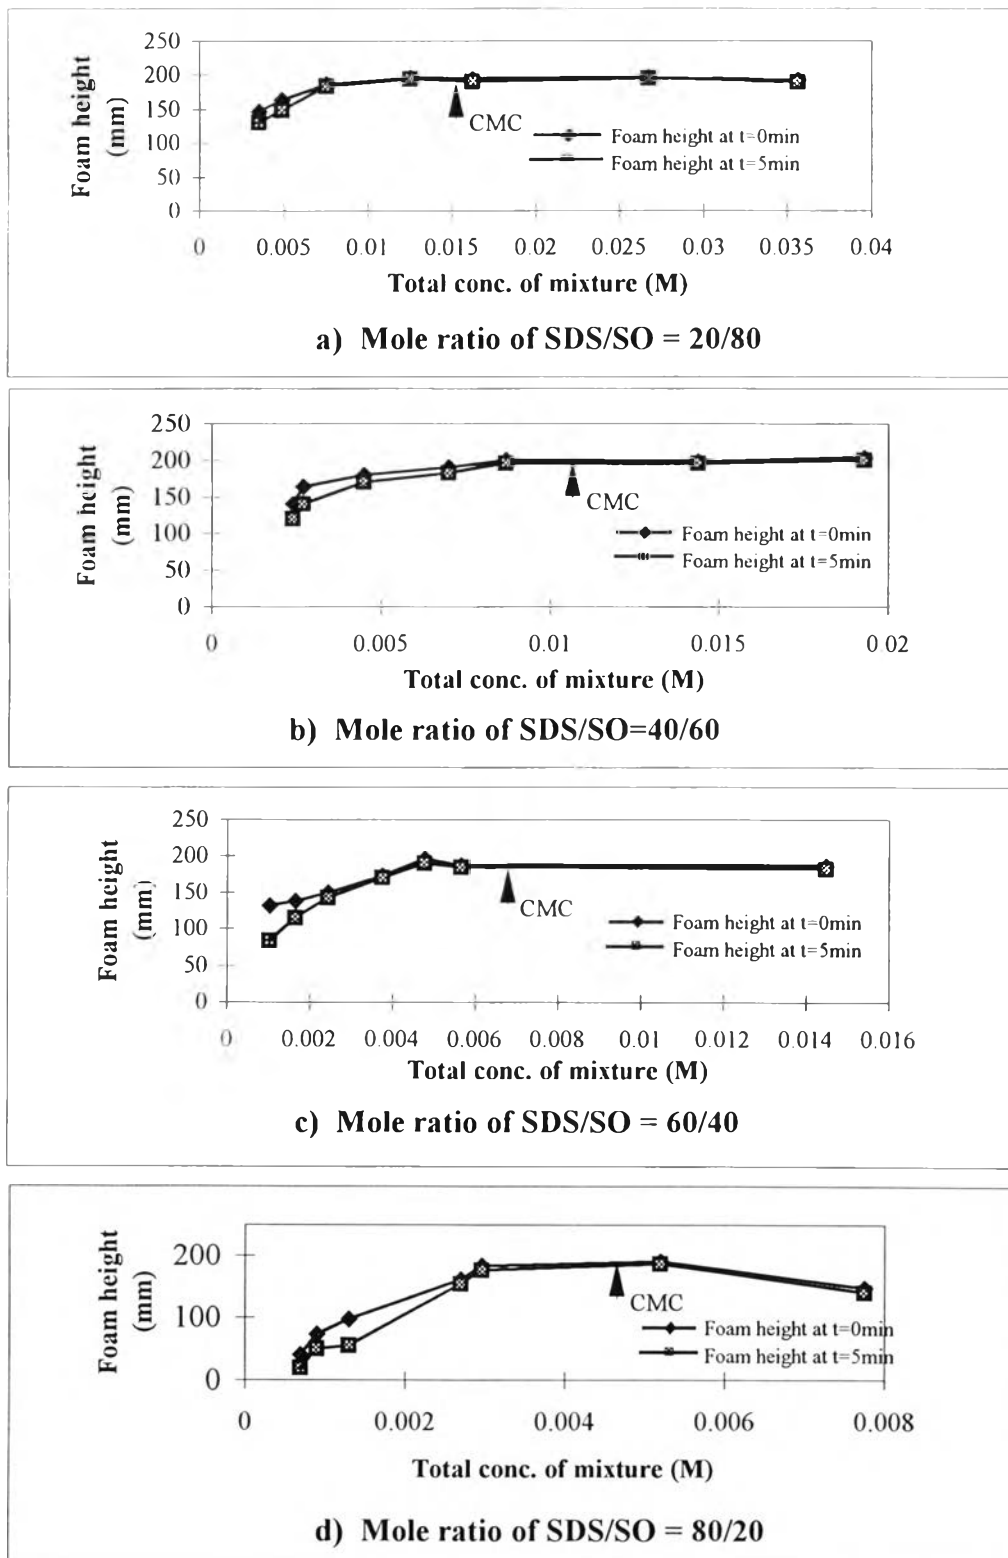 250
200
150
100
50
0
Foam height
(mm)
CMC
Foam height at t=0min
Foam height at t=5min
0 0.005 0.01 0.015 0.02 0.025 0.03 0.035 0.04
Total conc. of mixture (M)
a) Mole ratio of SDS/SO = 20/80
250
200
150
100
50
0
Foam height
(mm)
CMC
Foam height at t=0min
Foam height at t=5min
0 0.005 0.01 0.015 0.02
Total conc. of mixture (M)
b) Mole ratio of SDS/SO=40/60
250
200
150
100
50
0
Foam height
(mm)
CMC
Foam height at t=0min
Foam height at t=5min
0 0.002 0.004 0.006 0.008 0.01 0.012 0.014 0.016
Total conc. of mixture (M)
c) Mole ratio of SDS/SO = 60/40
200
100
0
Foam height
(mm)
CMC
Foam height at t=0min
Foam height at t=5min
0 0.002 0.004 0.006 0.008
Total conc. of mixture (M)
d) Mole ratio of SDS/SO = 80/20